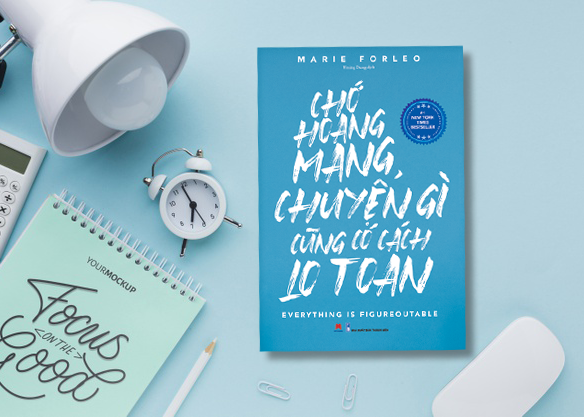 MARIE FORLEO
CHỚ
HOANG
MANG,
CHUYỆN GÌ
CŨNG CÓ CÁCH
LO TOAN
EVERYTHING IS FIGUREOUTABLE
NEW YORK
TIMES
BESTSELLER
YOURMOCKUP
Focus
ON THE
Good